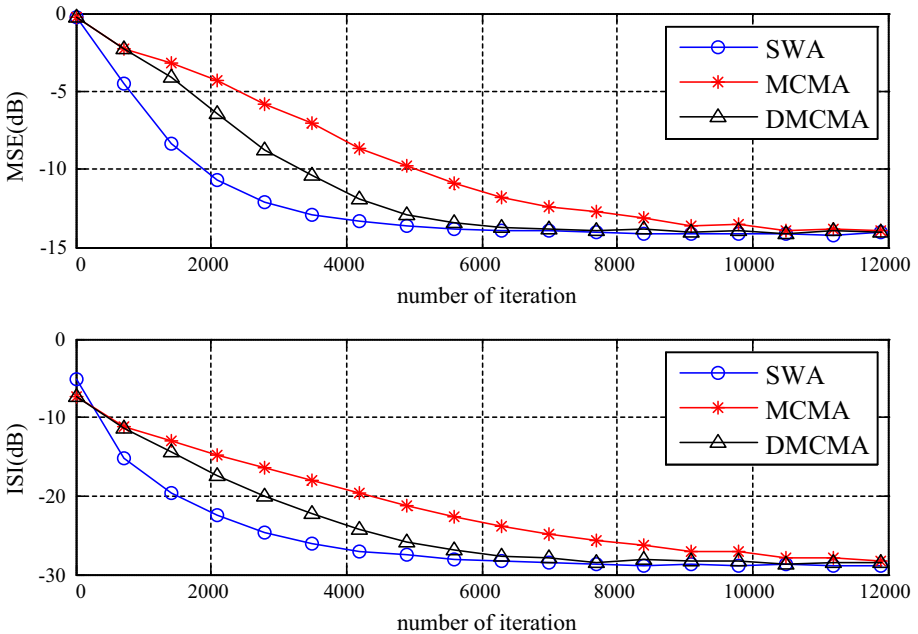 0
-5
-10
-15
MSE(dB)
SWA
MCMA
DMCMA
0 2000 4000 6000 8000 10000 12000
number of iteration
0
-10
-20
-30
ISI(dB)
SWA
MCMA
DMCMA
0 2000 4000 6000 8000 10000 12000
number of iteration